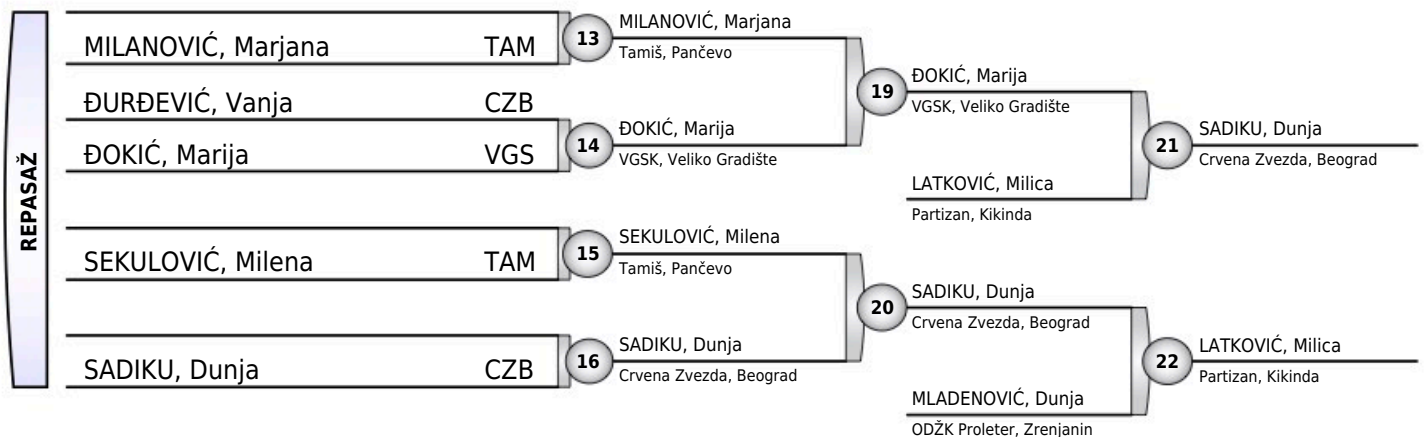 REPASAŽ
MILANOVIĆ, Marjana TAM
ĐURĐEVIĆ, Vanja CZB
ĐOKIĆ, Marija VGS
SEKULOVIĆ, Milena TAM
SADIKU, Dunja CZB
13
MILANOVIĆ, Marjana
Tamiš, Pančevo
14
ĐOKIĆ, Marija
VGSK, Veliko Gradište
15
SEKULOVIĆ, Milena
Tamiš, Pančevo
16
SADIKU, Dunja
Crvena Zvezda, Beograd
19
ĐOKIĆ, Marija
VGSK, Veliko Gradište
LATKOVIĆ, Milica
Partizan, Kikinda
20
SADIKU, Dunja
Crvena Zvezda, Beograd
MLADENOVIĆ, Dunja
ODŽK Proleter, Zrenjanin
21
SADIKU, Dunja
Crvena Zvezda, Beograd
22
LATKOVIĆ, Milica
Partizan, Kikinda